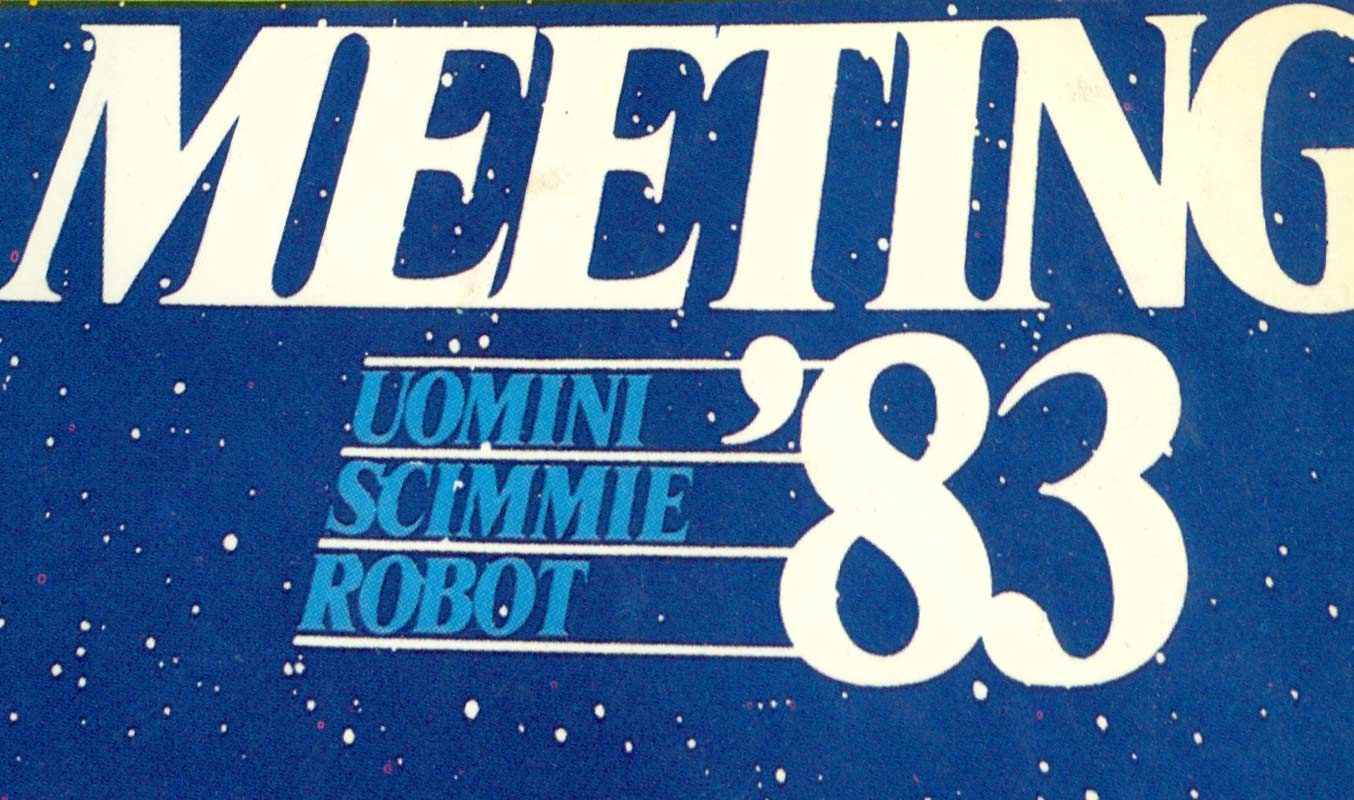 MEETING
'83
UOMINI
SCIMMIE
ROBOT